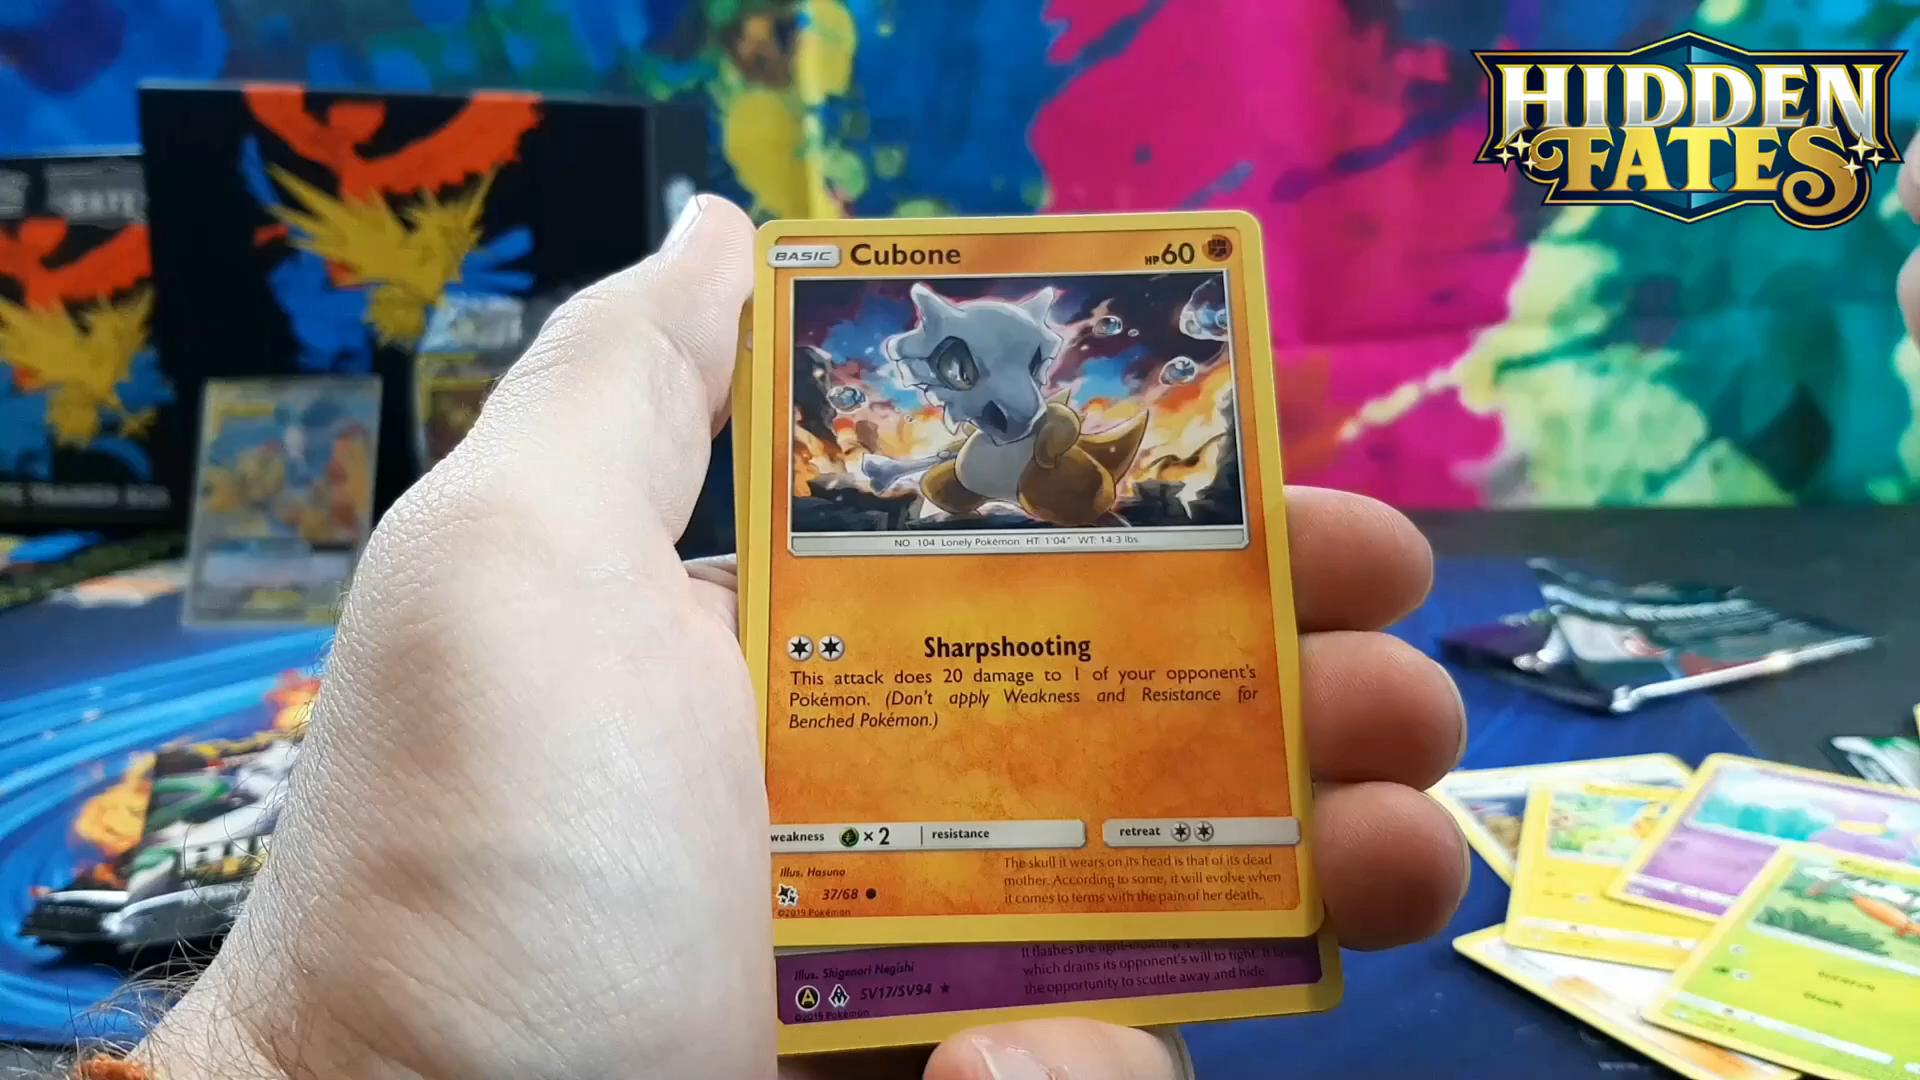 HIDDEN
FATES
BASIC Cubone HP60
NO. 104 Lonely Pokémon HT: 1'04" WT: 14.3 lbs.
Sharpshooting
This attack does 20 damage to 1 of your opponent's
Pokémon. (Don't apply Weakness and Resistance for
Benched Pokémon.)
weakness ×2 resistance
retreat
Illus. Hasuno
The skull it wears on its head is that of its dead
mother. According to some, it will evolve when
it comes to terms with the pain of her death.
37/68
©2019 Pokémon
It flashes the light-
which drains its opponent's will to fight. It
the opportunity to scuttle away and hide.
Illus. Shigenori Negishi
A SV17/SV94
©2019 Pokémon